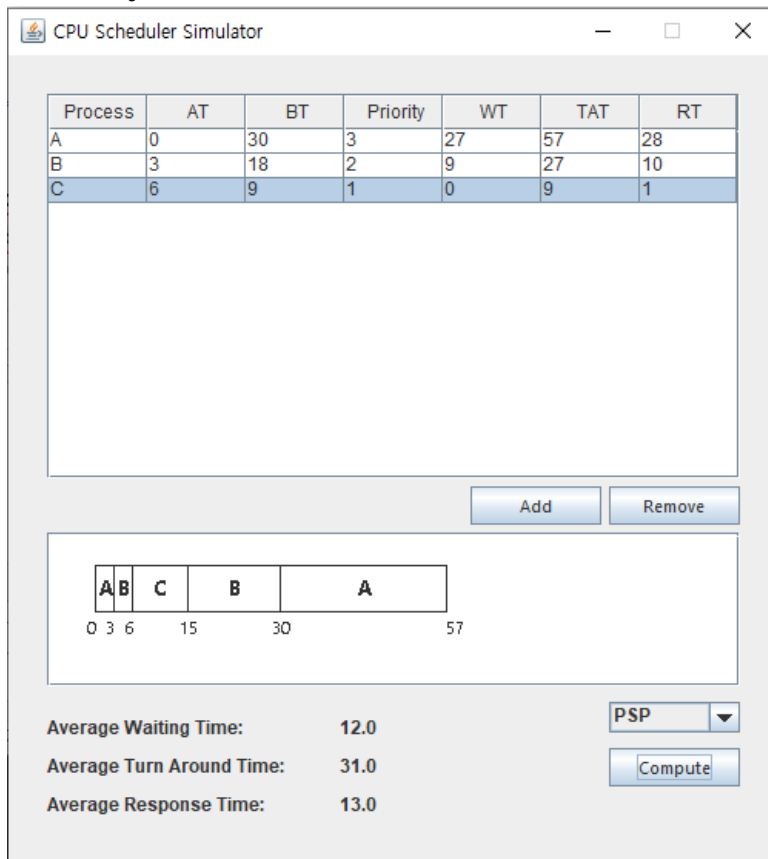 CPU Scheduler Simulator
Process AT BT Priority WT TAT RT
A 0 30 3 27 57 28
B 3 18 2 9 27 10
C 6 9 1 0 9 1
Add Remove
A B C B A
0 3 6 15 30 57
PSP
Average Waiting Time: 12.0
Average Turn Around Time: 31.0 Compute
Average Response Time: 13.0